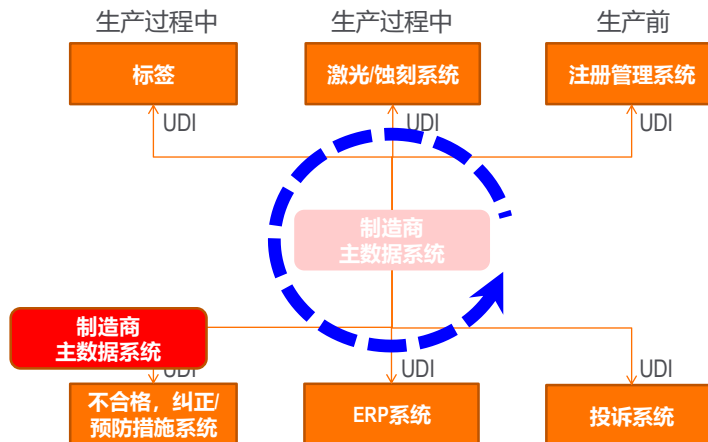 生产过程中
生产过程中
生产前
标签
激光/蚀刻系统
注册管理系统
UDI
UDI
UDI
制造商
主数据系统
制造商
主数据系统
UDI
UDI
UDI
不合格，纠正/
预防措施系统
ERP系统
投诉系统